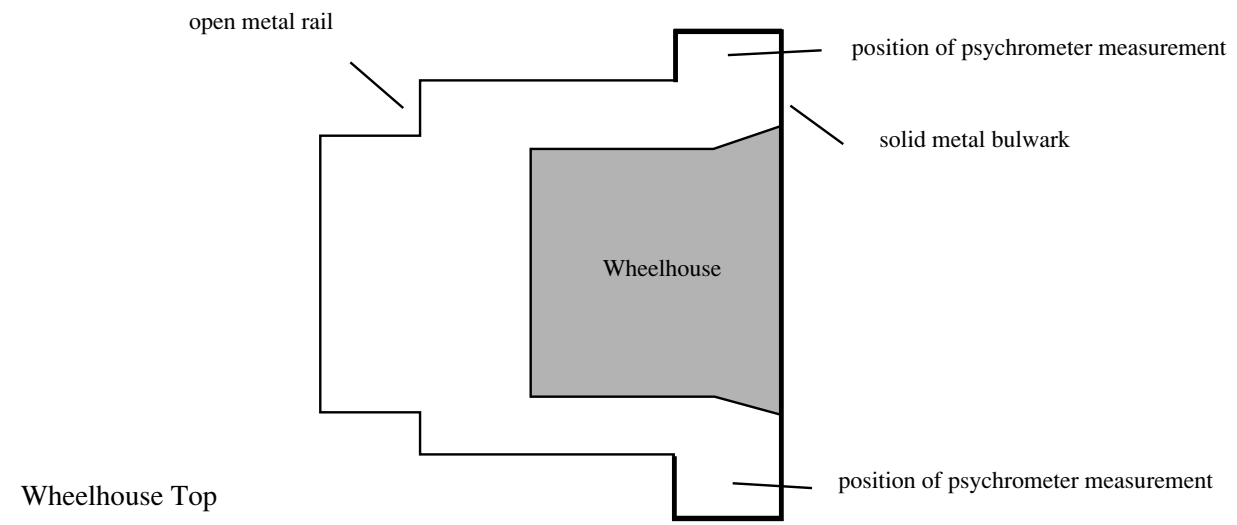 open metal rail
position of psychrometer measurement
solid metal bulwark
Wheelhouse
position of psychrometer measurement
Wheelhouse Top